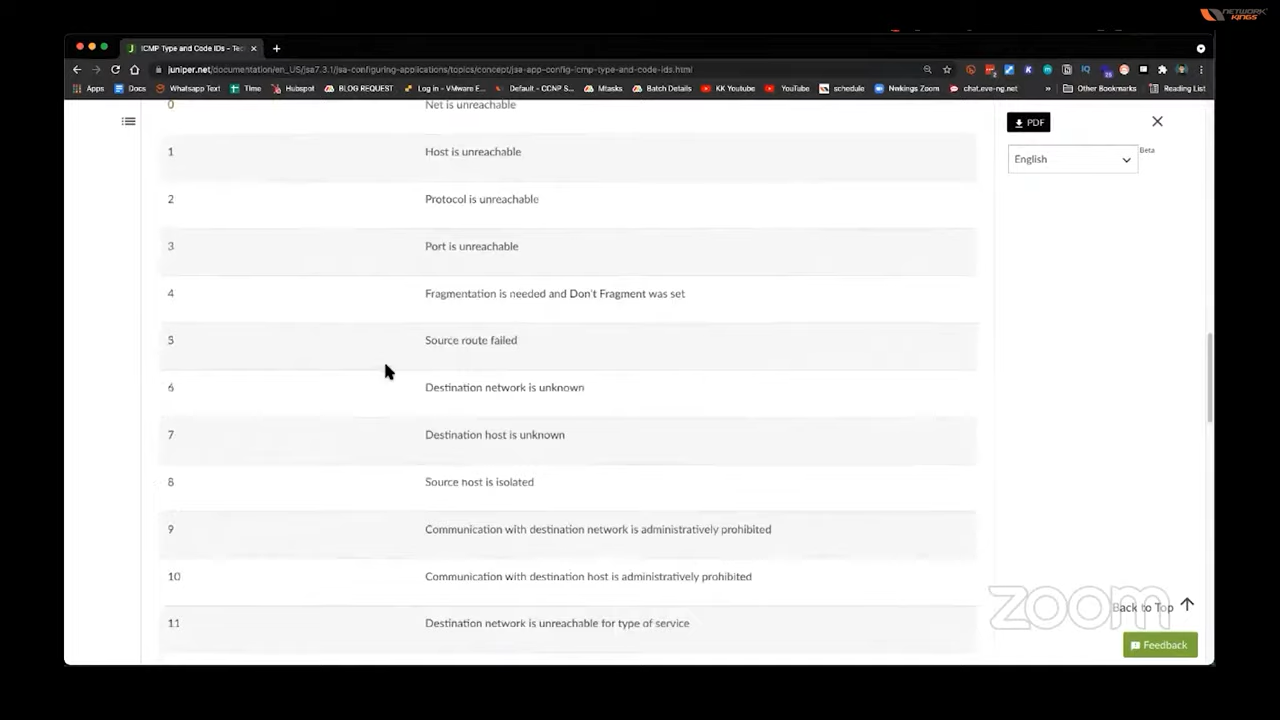 NETWORK
KINGS
ICMP Type and Code IDs - Tec
juniper.net/documentation/en_US/jsa7.3.1/jsa-configuring-applications/topics/concept/jsa-app-config-icmp-type-and-code-ids.html
Apps Docs Whatsapp Text Time Hubspot BLOG REQUEST Log in - VMware E... Default - CCNP S... Mtasks Batch Details KK Youtube YouTube schedule Nwkings Zoom chat.eve-ng.net » Other Bookmarks Reading List
0 Net is unreachable
PDF
1 Host is unreachable
English
Beta
2 Protocol is unreachable
3 Port is unreachable
4 Fragmentation is needed and Don't Fragment was set
5 Source route failed
6 Destination network is unknown
7 Destination host is unknown
8 Source host is isolated
9 Communication with destination network is administratively prohibited
10 Communication with destination host is administratively prohibited
11 Destination network is unreachable for type of service
zoom
Back to Top
Feedback